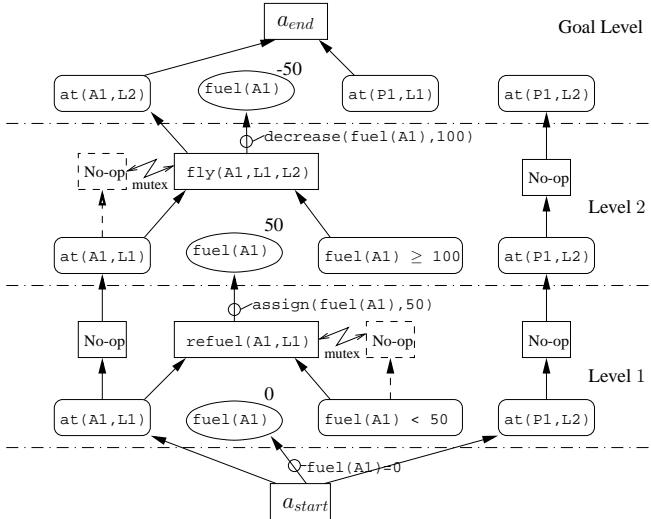 a_end
Goal Level
-50
at(A1,L2)
fuel(A1)
at(P1,L1)
at(P1,L2)
decrease(fuel(A1),100)
No-op
mutex
fly(A1,L1,L2)
No-op
Level 2
50
at(A1,L1)
fuel(A1)
fuel(A1) ≥ 100
at(P1,L2)
assign(fuel(A1),50)
No-op
refuel(A1,L1)
mutex
No-op
No-op
Level 1
0
at(A1,L1)
fuel(A1)
fuel(A1) < 50
at(P1,L2)
fuel(A1)=0
a_start